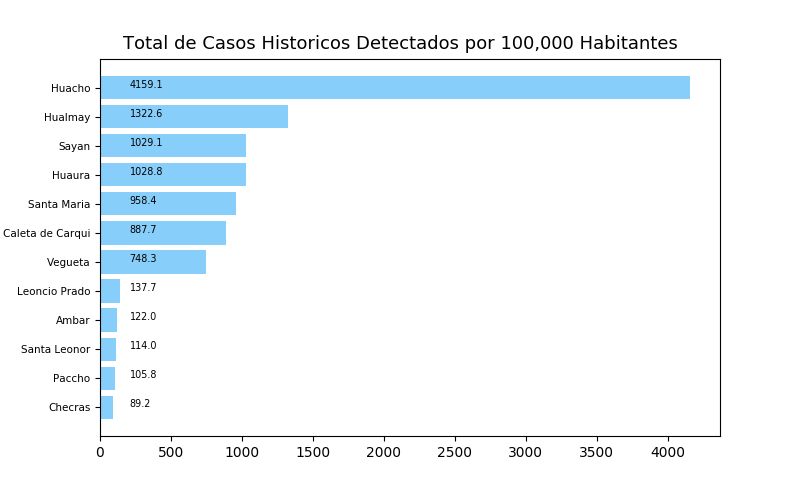 Total de Casos Historicos Detectados por 100,000 Habitantes
Huacho 4159.1
Hualmay 1322.6
Sayan 1029.1
Huaura 1028.8
Santa Maria 958.4
Caleta de Carqui 887.7
Vegueta 748.3
Leoncio Prado 137.7
Ambar 122.0
Santa Leonor 114.0
Paccho 105.8
Checras 89.2
0 500 1000 1500 2000 2500 3000 3500 4000